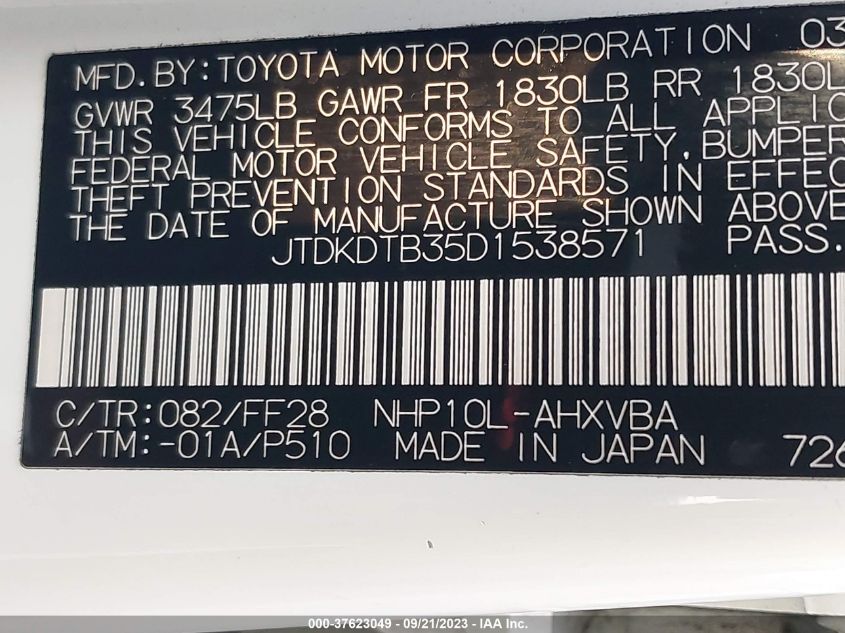 MFD. BY: TOYOTA MOTOR CORPORATION 03
GVWR 3475LB GAWR FR 1830LB RR 1830L
THIS VEHICLE CONFORMS TO ALL APPLIC
FEDERAL MOTOR VEHICLE SAFETY, BUMPER
THEFT PREVENTION STANDARDS IN EFFEC
THE DATE OF MANUFACTURE SHOWN ABOVE
JTDKDTB35D1538571 PASS.
C/TR: 082/FF28 NHP10L-AHXVBA
A/TM: -01A/P510 MADE IN JAPAN 726
000-37623049 - 09/21/2023 - IAA Inc.